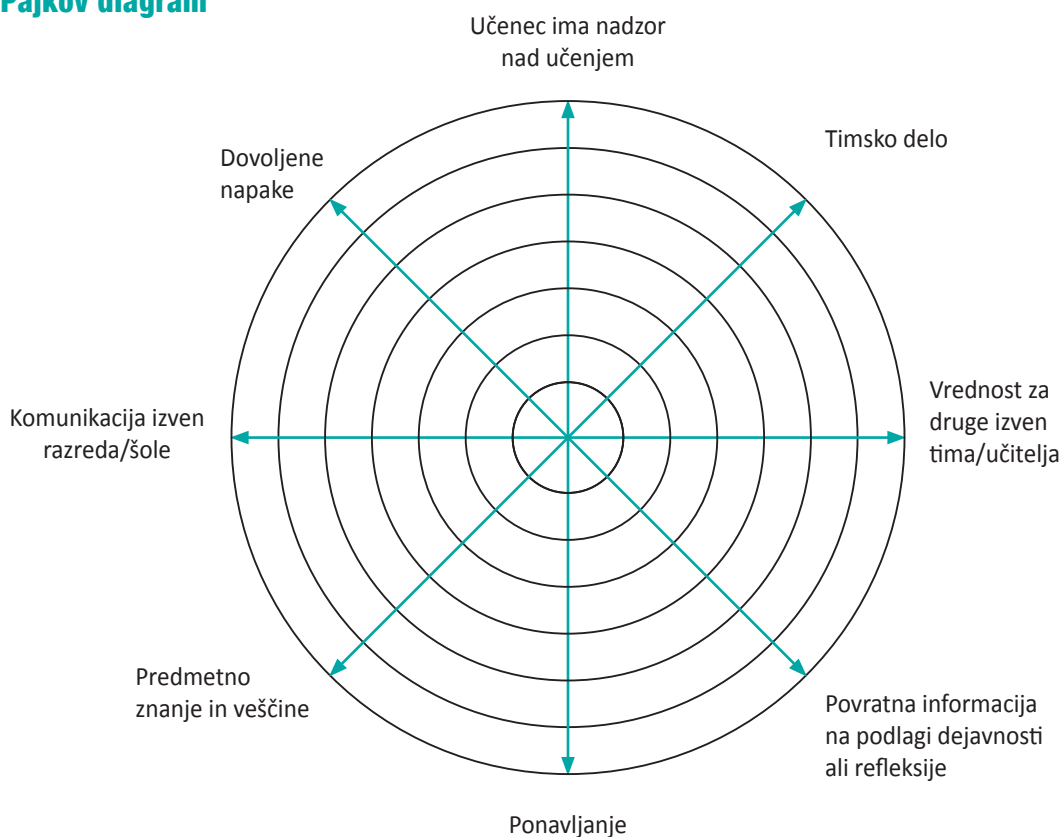 Pajkov diagram
Učenec ima nadzor
nad učenjem
Timsko delo
Dovoljene
napake
Vrednost za
druge izven
tima/učitelja
Komunikacija izven
razreda/šole
Predmetno
znanje in veščine
Povratna informacija
na podlagi dejavnosti
ali refleksije
Ponavljanje